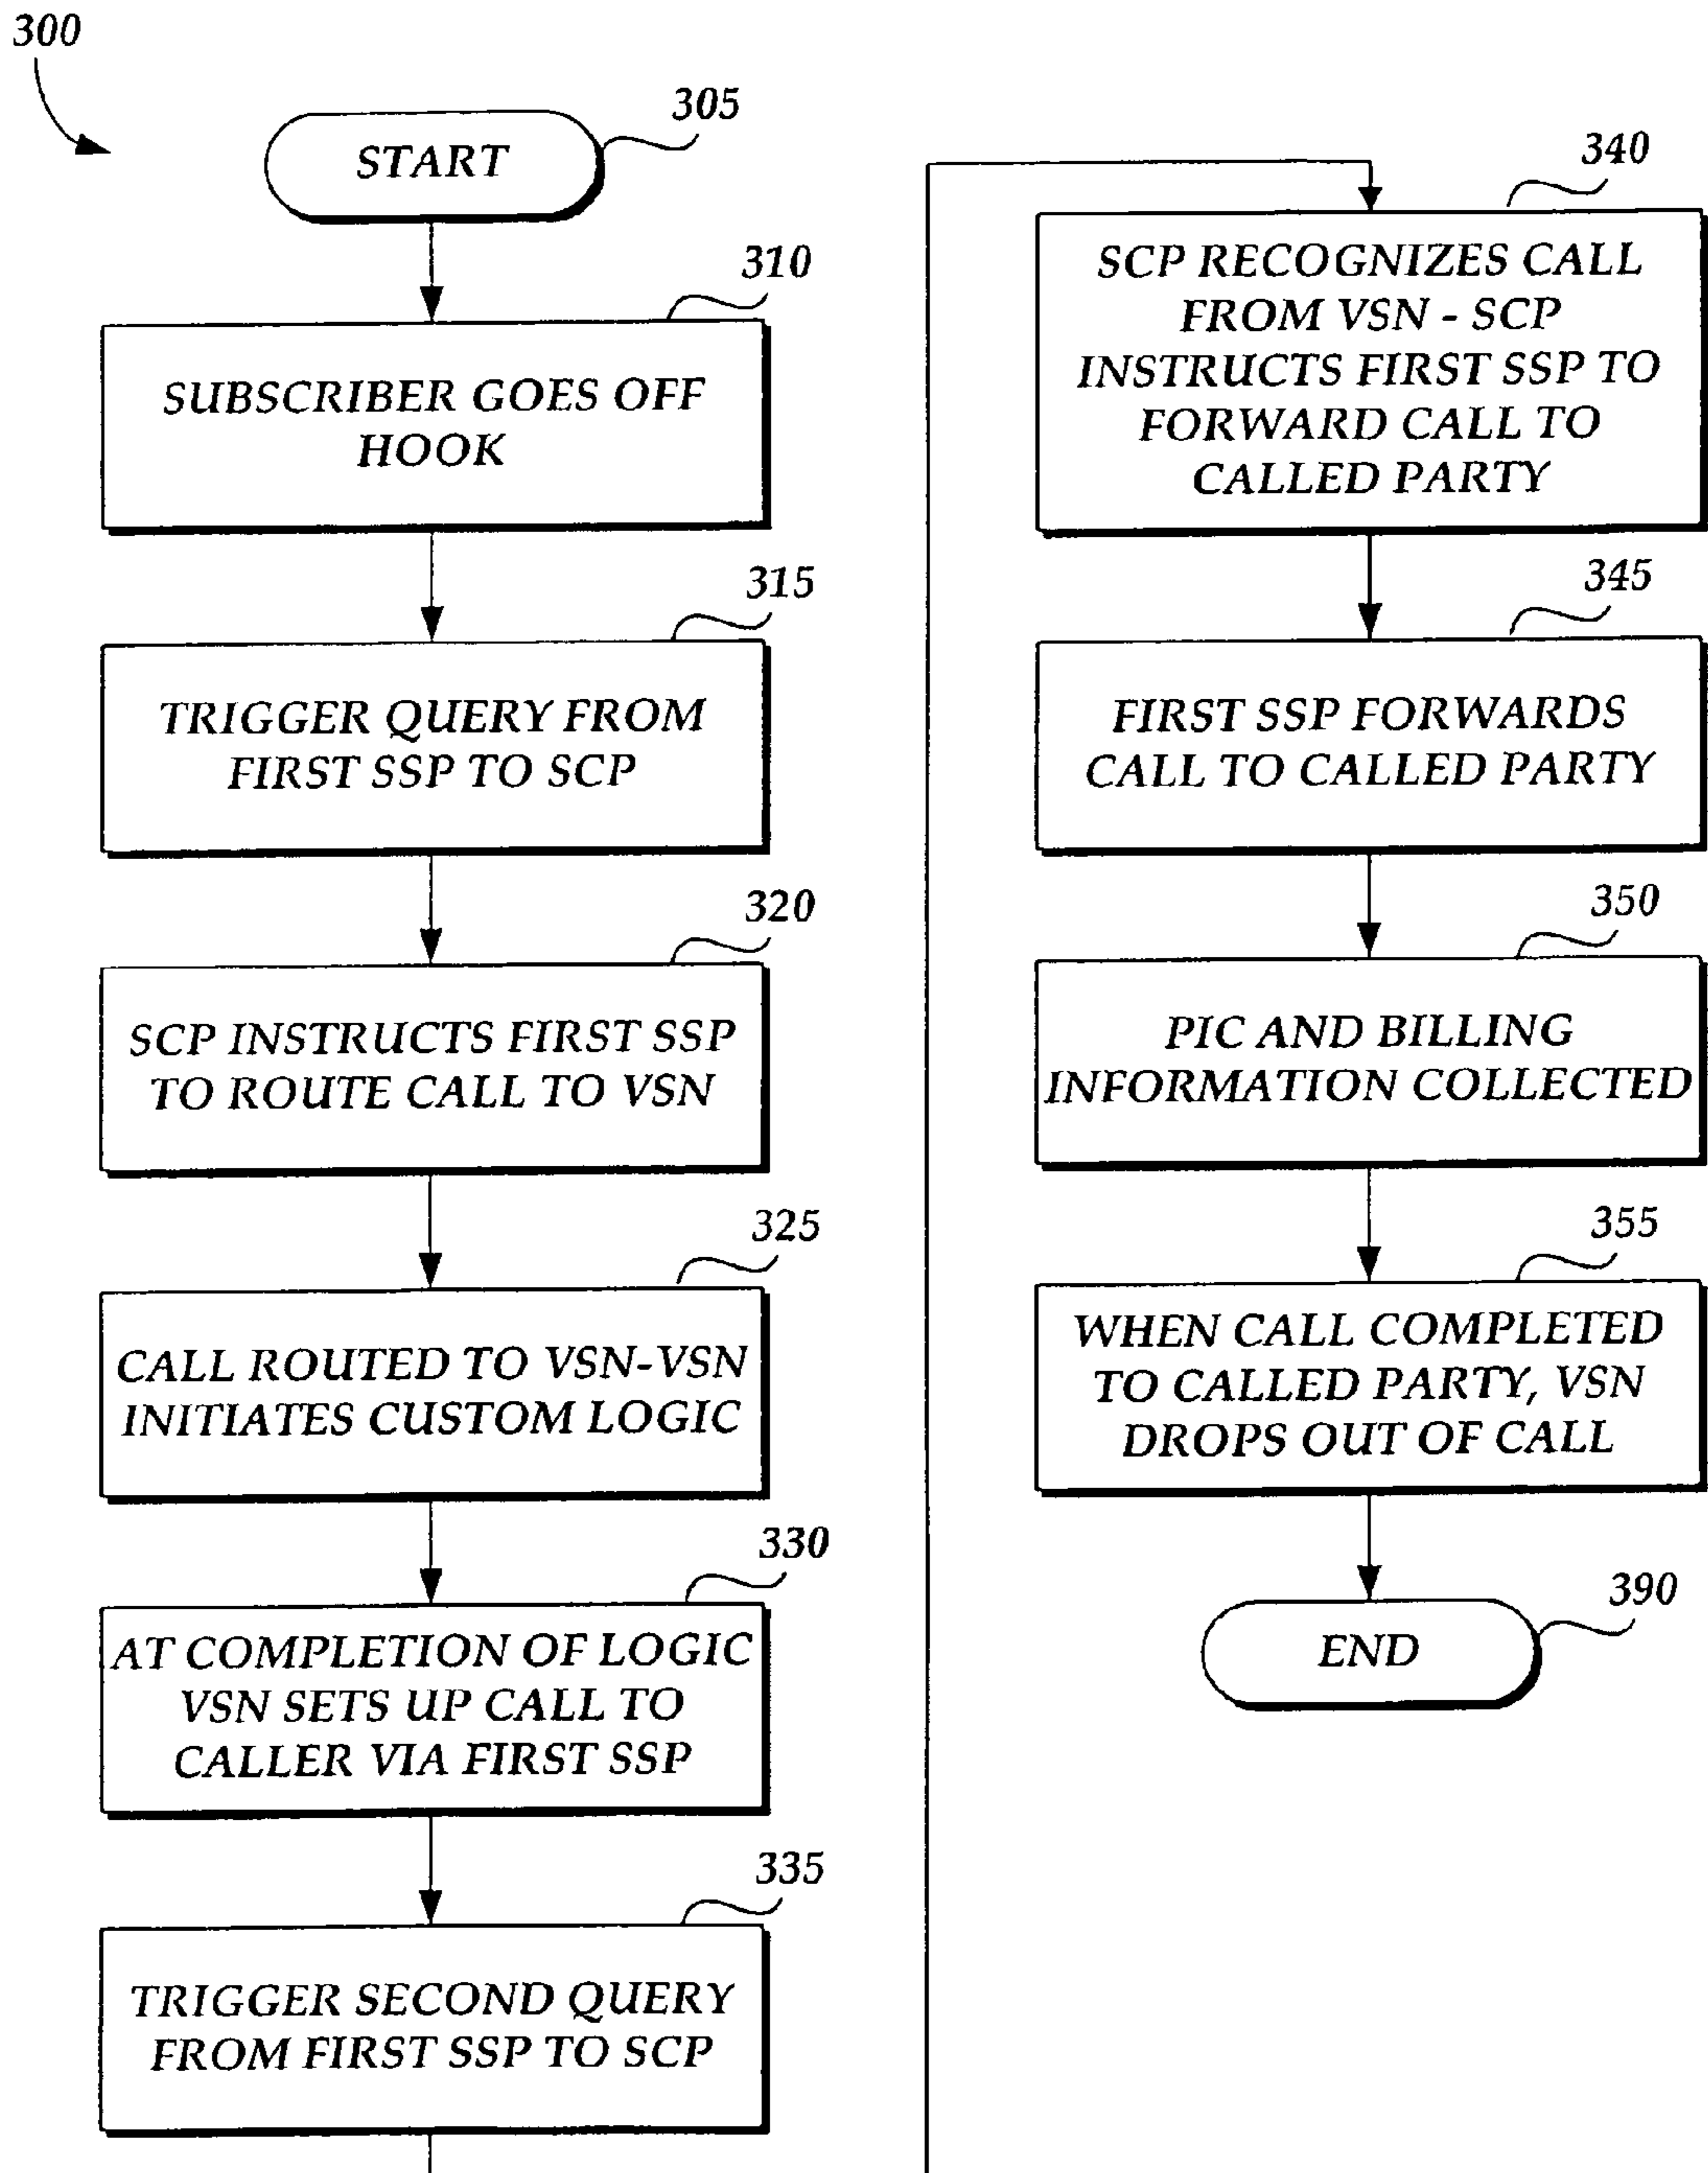 300
305
START
310
SUBSCRIBER GOES OFF
HOOK
315
TRIGGER QUERY FROM
FIRST SSP TO SCP
320
SCP INSTRUCTS FIRST SSP
TO ROUTE CALL TO VSN
325
CALL ROUTED TO VSN-VSN
INITIATES CUSTOM LOGIC
330
AT COMPLETION OF LOGIC
VSN SETS UP CALL TO
CALLER VIA FIRST SSP
335
TRIGGER SECOND QUERY
FROM FIRST SSP TO SCP
340
SCP RECOGNIZES CALL
FROM VSN - SCP
INSTRUCTS FIRST SSP TO
FORWARD CALL TO
CALLED PARTY
345
FIRST SSP FORWARDS
CALL TO CALLED PARTY
350
PIC AND BILLING
INFORMATION COLLECTED
355
WHEN CALL COMPLETED
TO CALLED PARTY, VSN
DROPS OUT OF CALL
390
END